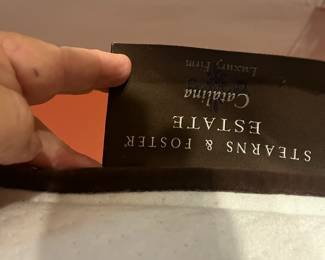 STEARNS & FOSTER®
ESTATE
Catalina
Luxury Firm